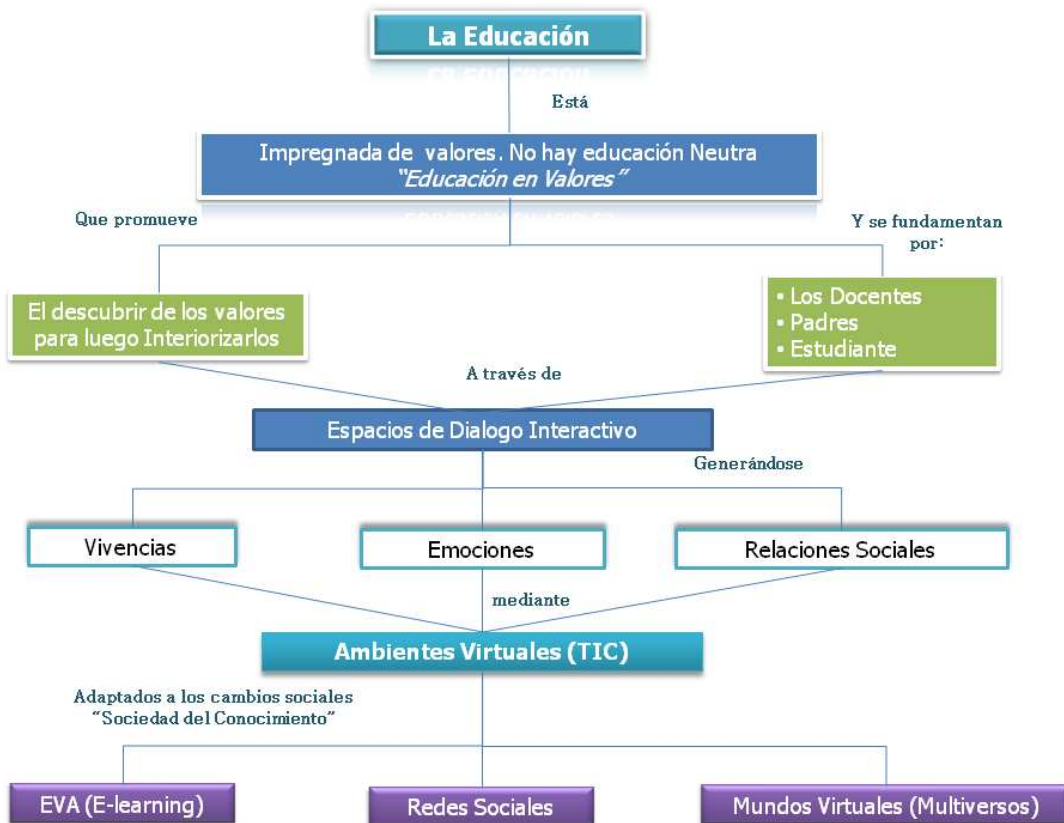 La Educación
Está
Impregnada de valores. No hay educación Neutra
“Educación en Valores”
Que promueve
Y se fundamentan
por:
El descubrir de los valores
para luego Interiorizarlos
• Los Docentes
• Padres
• Estudiante
A través de
Espacios de Dialogo Interactivo
Generándose
Vivencias
Emociones
Relaciones Sociales
mediante
Ambientes Virtuales (TIC)
Adaptados a los cambios sociales
“Sociedad del Conocimiento”
EVA (E-learning)
Redes Sociales
Mundos Virtuales (Multiversos)